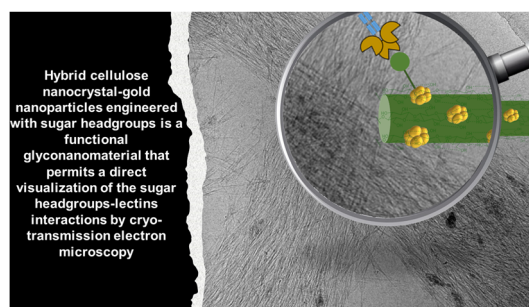 Hybrid cellulose
nanocrystal-gold
nanoparticles engineered
with sugar headgroups is a
functional
glyconanomaterial that
permits a direct
visualization of the sugar
headgroups-lectins
interactions by cryo-
transmission electron
microscopy